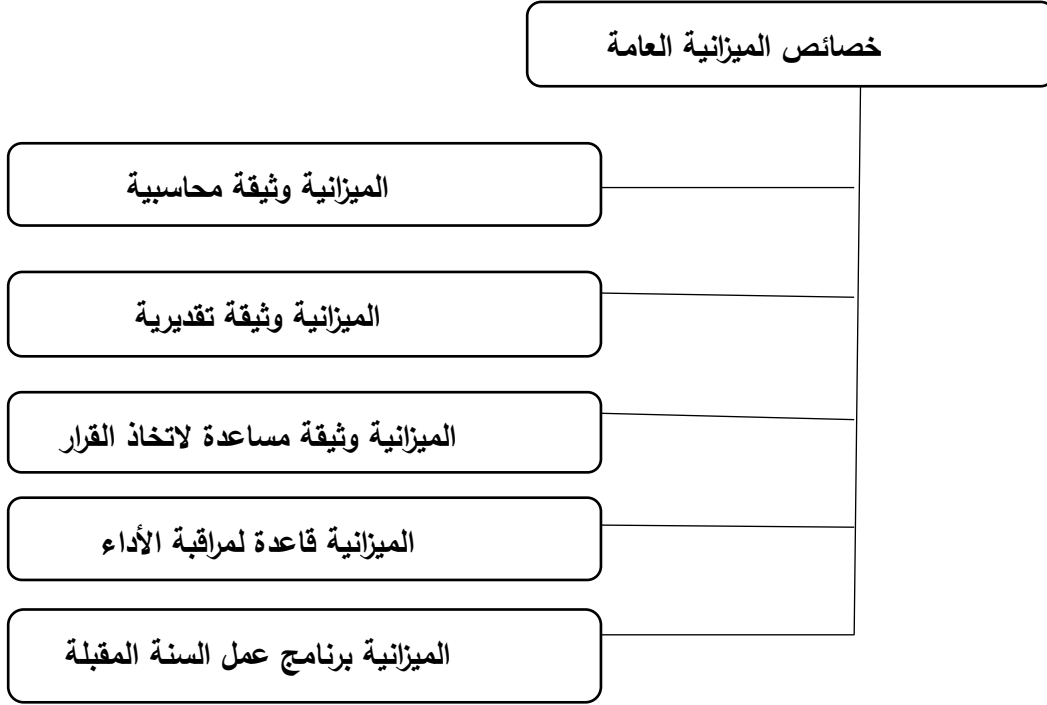 خصائص الميزانية العامة
الميزانية وثيقة محاسبية
الميزانية وثيقة تقديرية
الميزانية وثيقة مساعدة لاتخاذ القرار
الميزانية قاعدة لمراقبة الأداء
الميزانية برنامج عمل السنة المقبلة